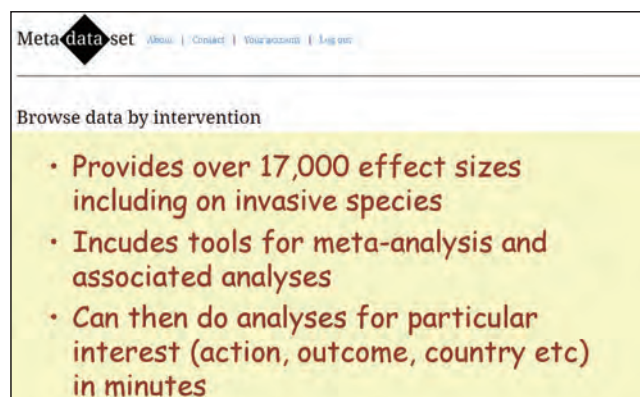 Meta data set About | Contact | Your account | Log out
Browse data by intervention
• Provides over 17,000 effect sizes
including on invasive species
• Incudes tools for meta-analysis and
associated analyses
• Can then do analyses for particular
interest (action, outcome, country etc)
in minutes